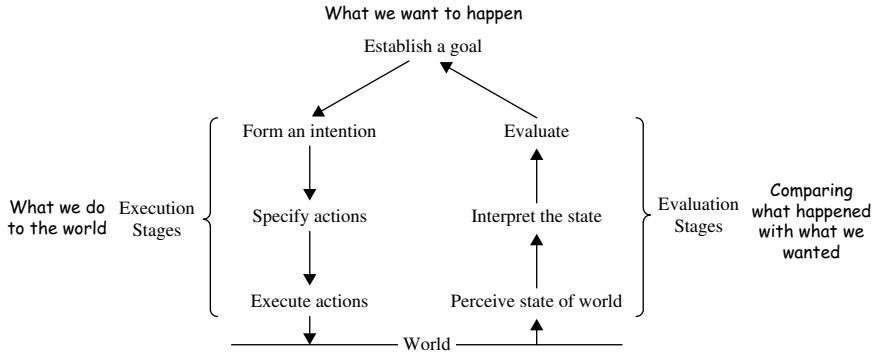 What we want to happen
Establish a goal
Form an intention
Evaluate
What we do
to the world
Execution
Stages
Specify actions
Interpret the state
Evaluation
Stages
Comparing
what happened
with what we
wanted
Execute actions
Perceive state of world
World